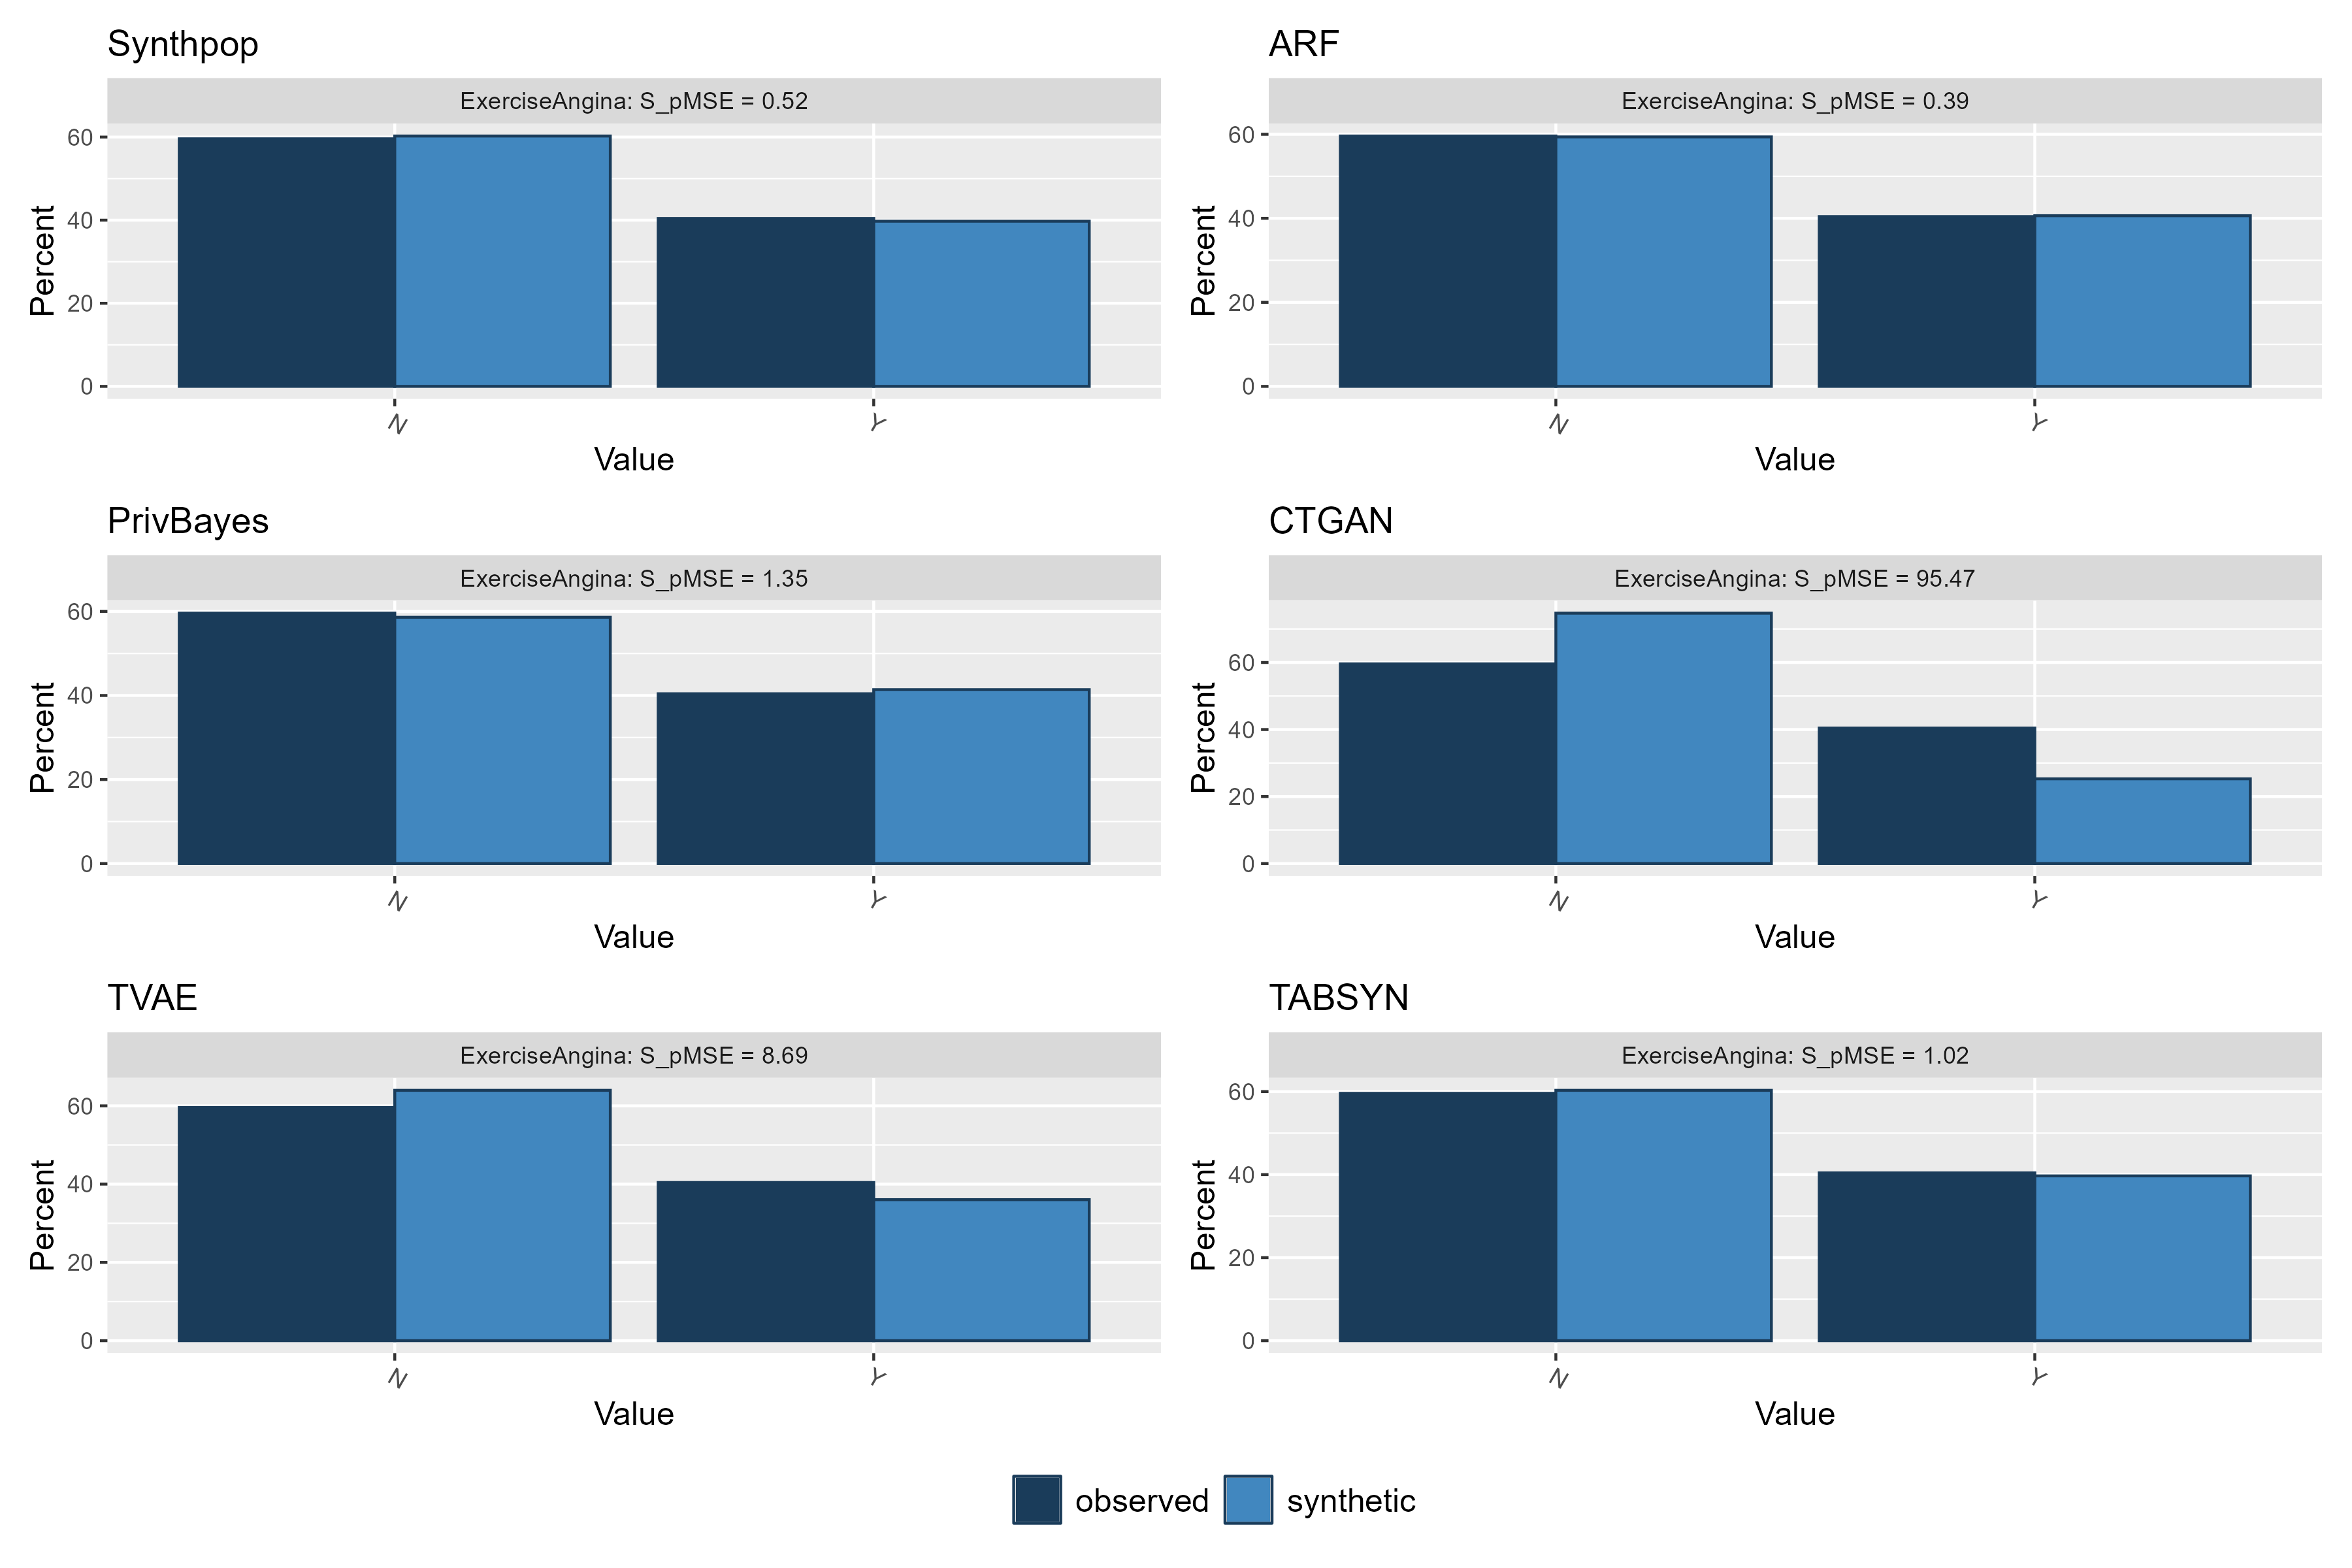 Synthpop
ExerciseAngina: S_pMSE = 0.52
Percent
60
40
20
0
N Y
Value
ARF
ExerciseAngina: S_pMSE = 0.39
Percent
60
40
20
0
N Y
Value
PrivBayes
ExerciseAngina: S_pMSE = 1.35
Percent
60
40
20
0
N Y
Value
CTGAN
ExerciseAngina: S_pMSE = 95.47
Percent
60
40
20
0
N Y
Value
TVAE
ExerciseAngina: S_pMSE = 8.69
Percent
60
40
20
0
N Y
Value
TABSYN
ExerciseAngina: S_pMSE = 1.02
Percent
60
40
20
0
N Y
Value
observed synthetic